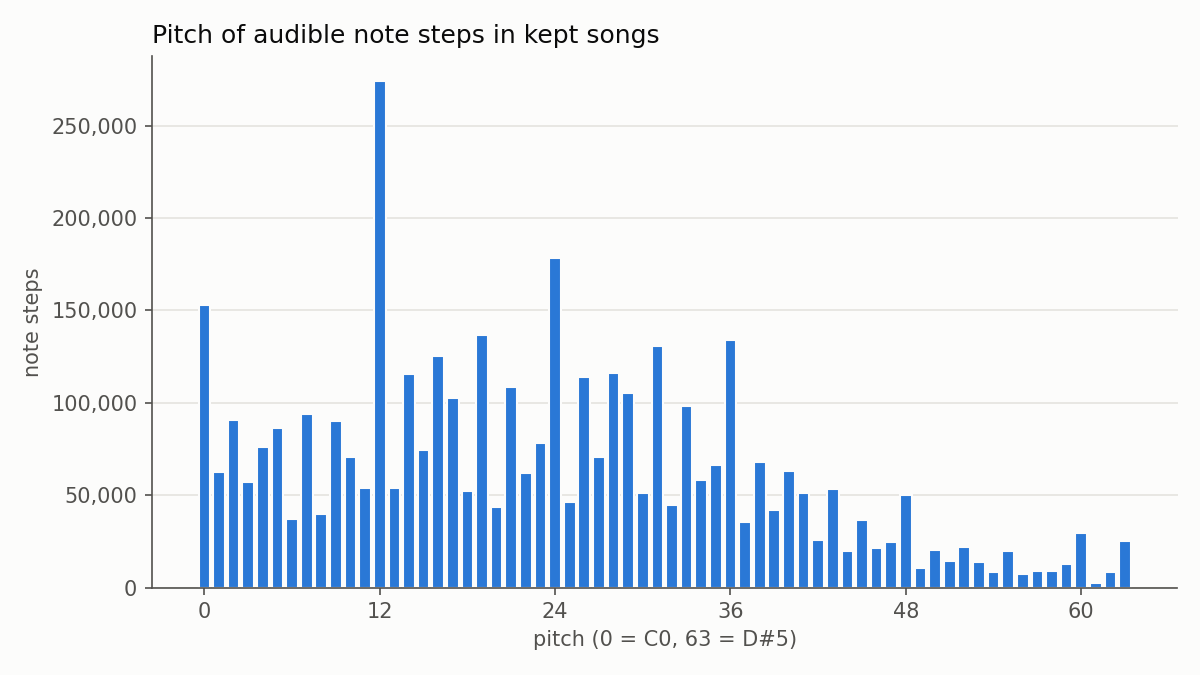 Pitch of audible note steps in kept songs
250,000
200,000
150,000
100,000
50,000
0
note steps
0 12 24 36 48 60
pitch (0 = C0, 63 = D#5)